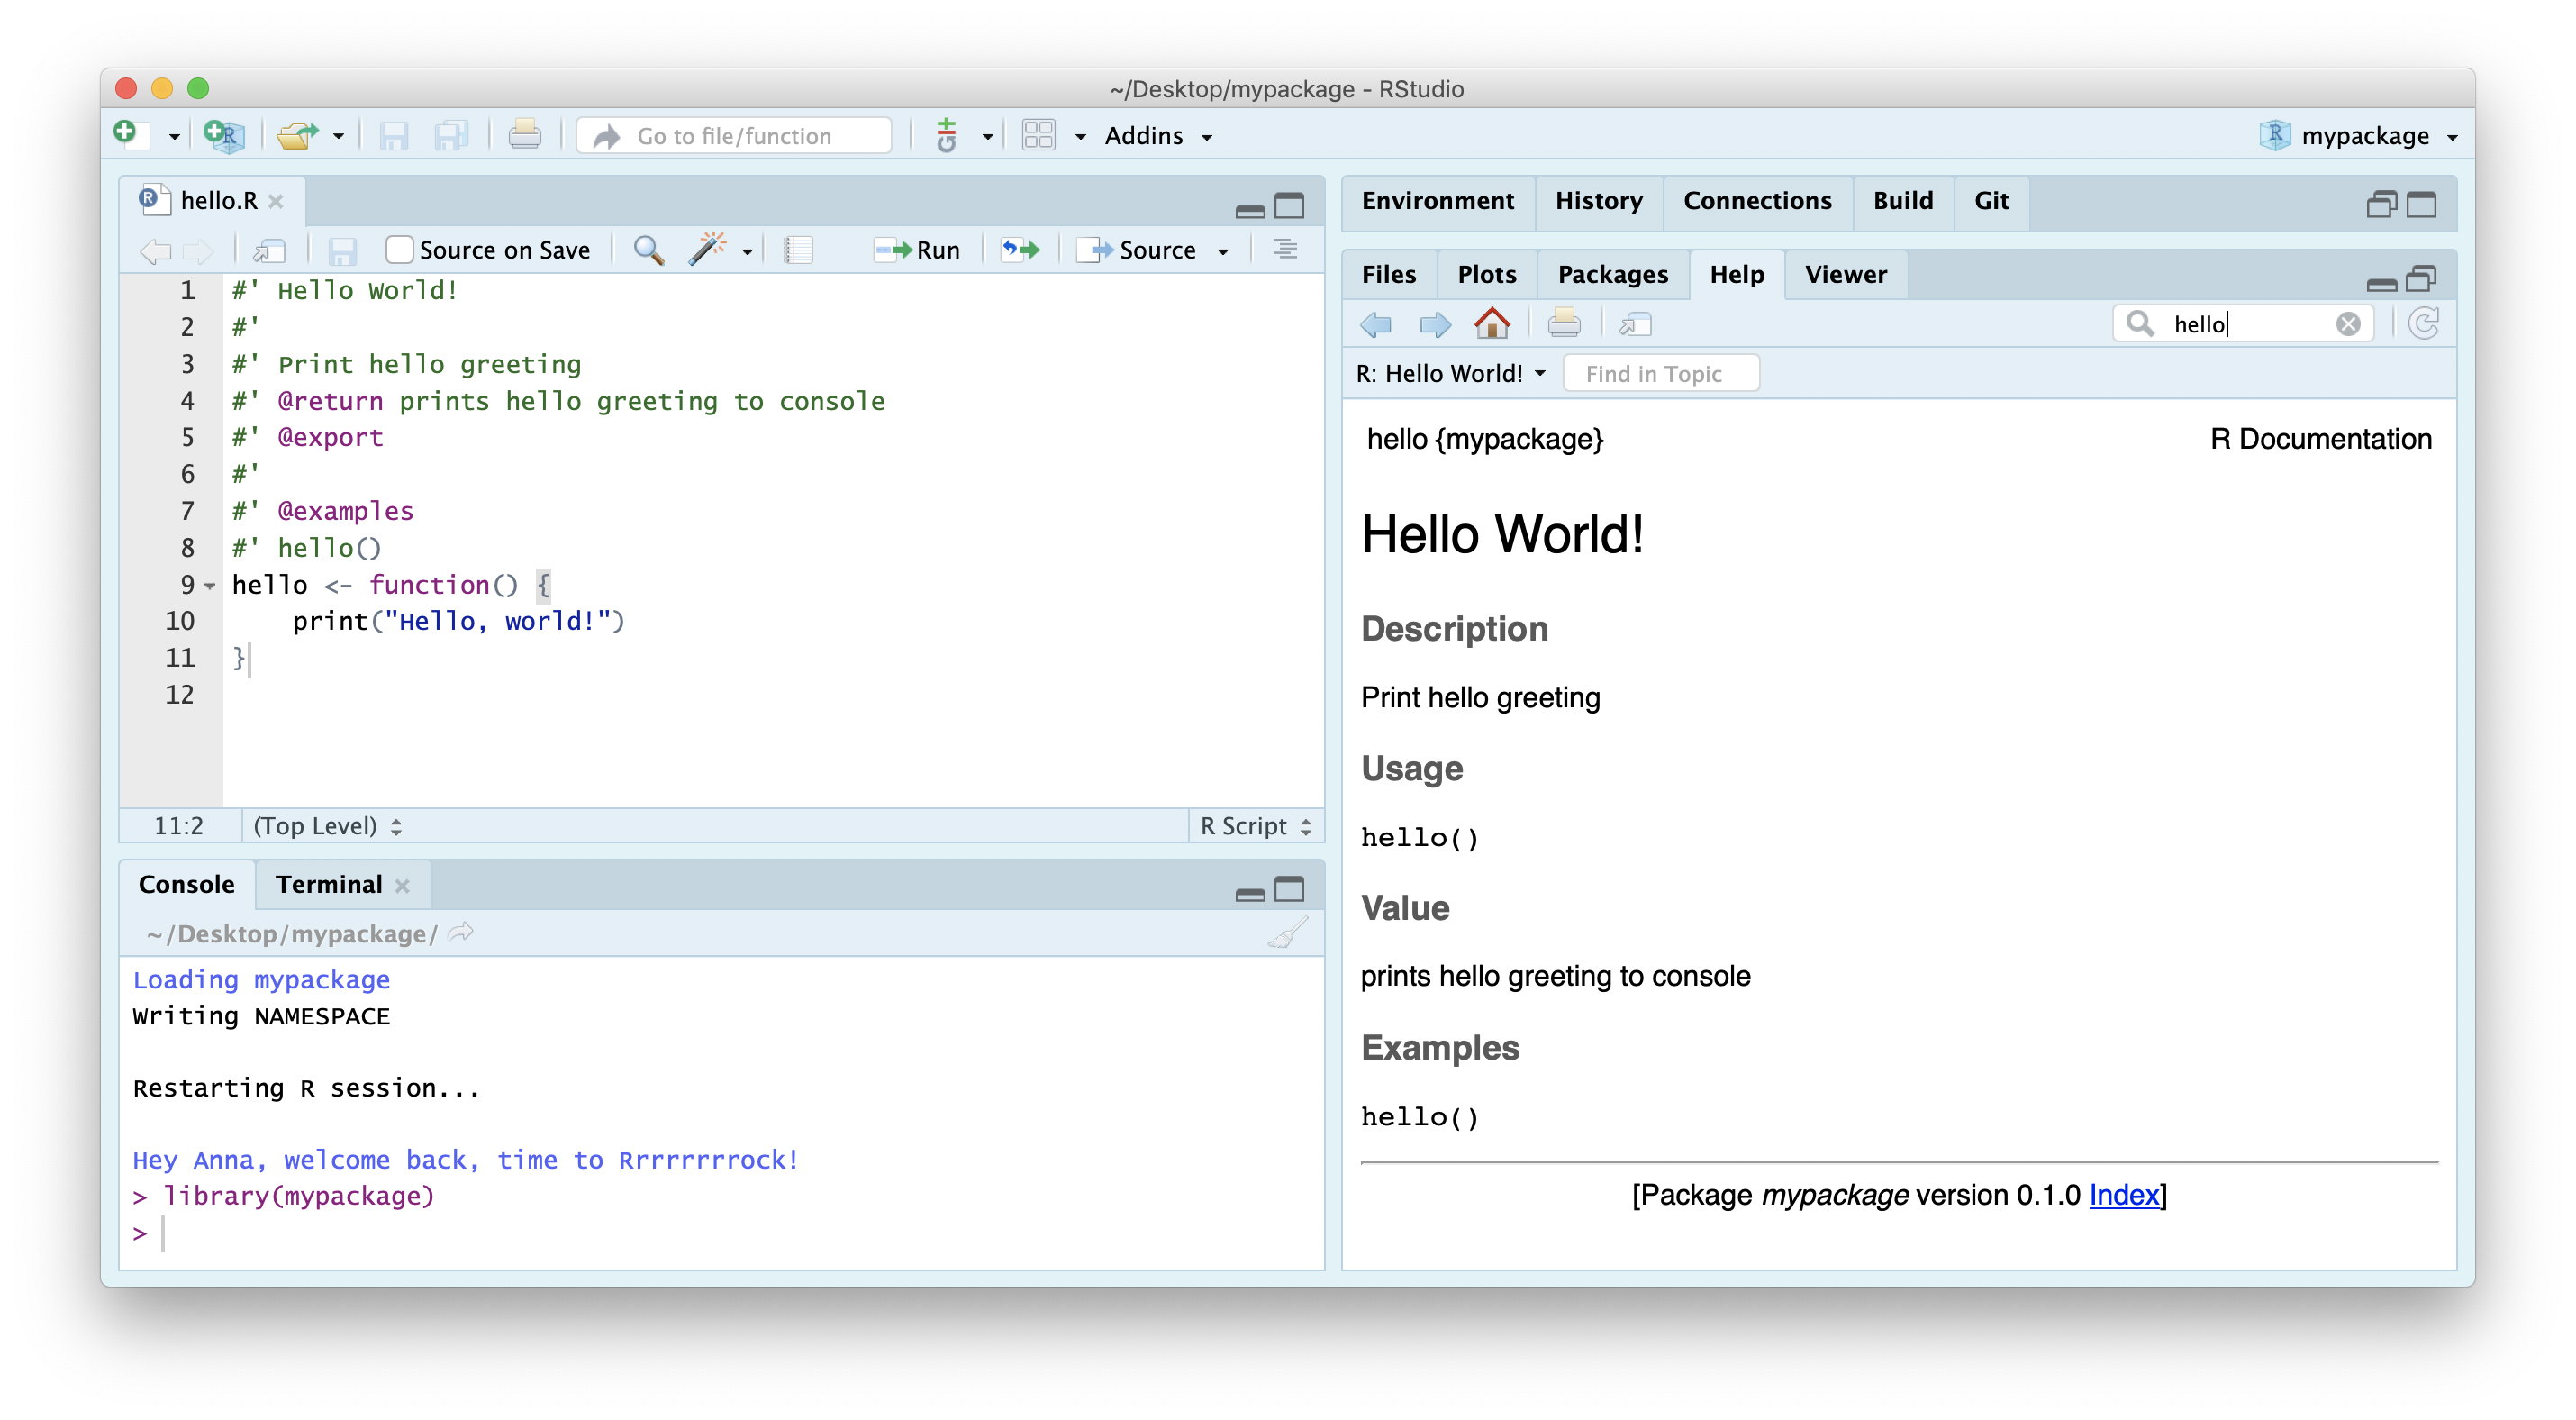 ~/Desktop/mypackage - RStudio
Go to file/function
Addins
mypackage
hello.R
Source on Save
Run
Source
1 #' Hello World!
2 #'
3 #' Print hello greeting
4 #' @return prints hello greeting to console
5 #' @export
6 #'
7 #' @examples
8 #' hello()
9 hello <- function() {
10     print("Hello, world!")
11 }
12
11:2 (Top Level) R Script
Console Terminal
~/Desktop/mypackage/
Loading mypackage
Writing NAMESPACE
Restarting R session...
Hey Anna, welcome back, time to Rrrrrrrrock!
> library(mypackage)
>
Environment History Connections Build Git
Files Plots Packages Help Viewer
hello
R: Hello World! Find in Topic
hello {mypackage} R Documentation
Hello World!
Description
Print hello greeting
Usage
hello()
Value
prints hello greeting to console
Examples
hello()
[Package mypackage version 0.1.0 Index]